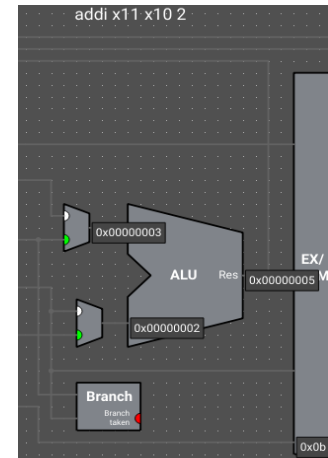 addi x11 x10 2
0x00000003
EX/
ALU
Res
M
0x00000005
0x00000002
Branch
Branch
taken
0x0b